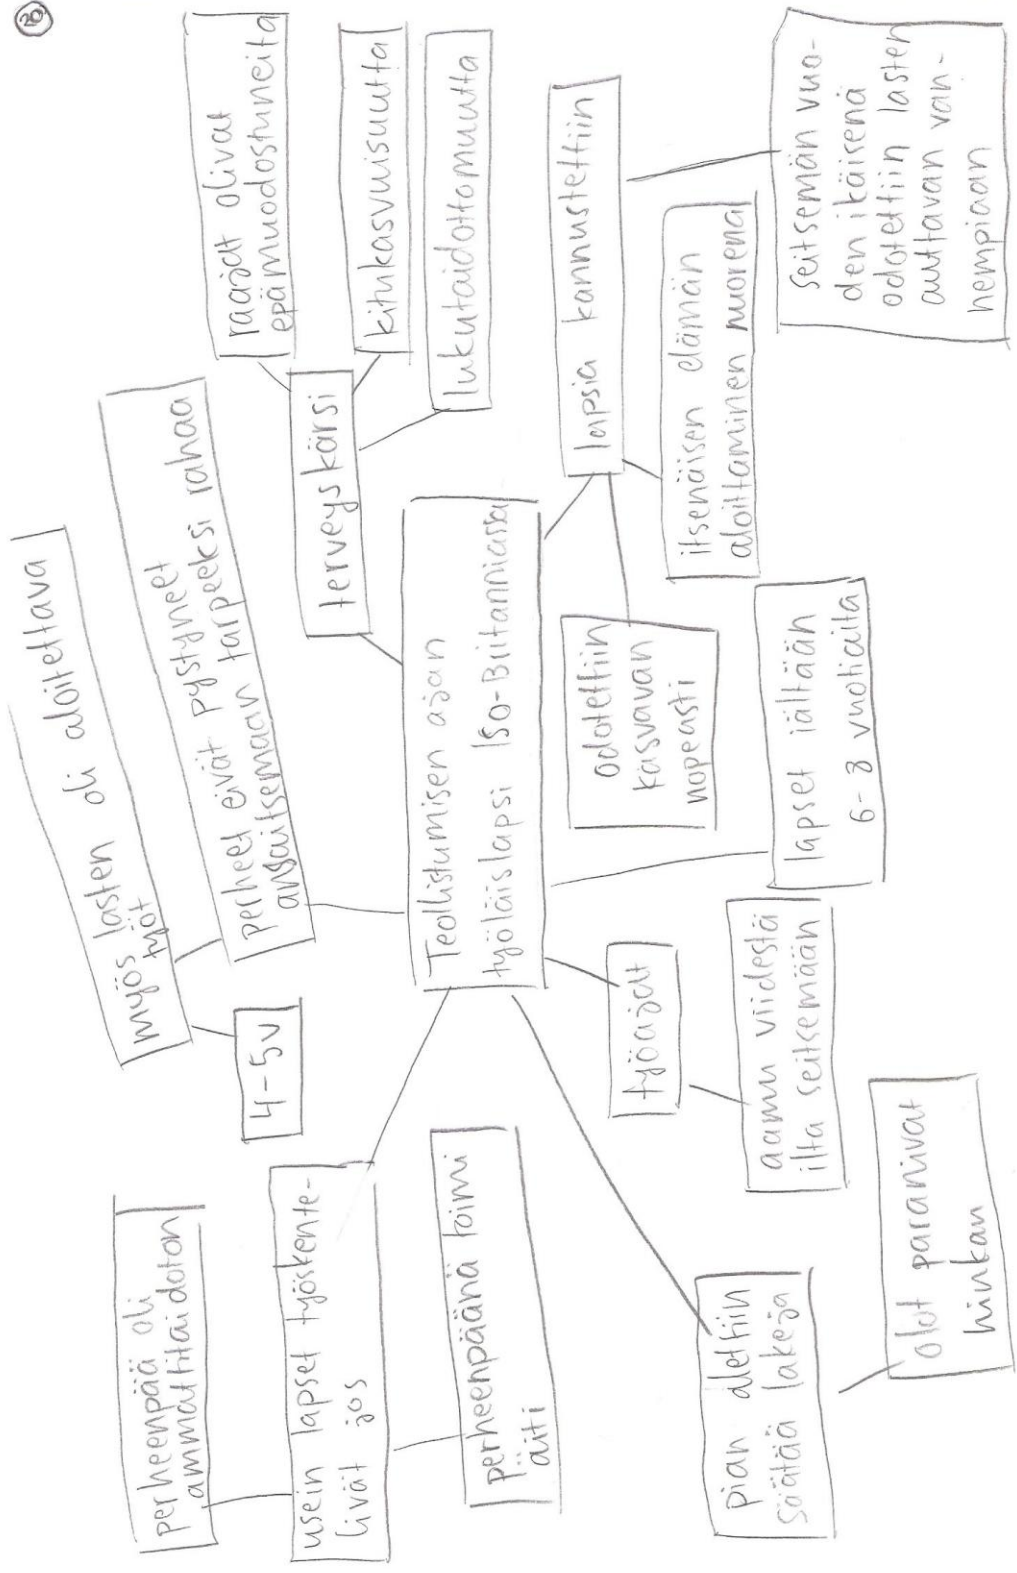 20
myös lasten oli aloitettava
työt
4-5v
perheet eivät pystyneet
ansaitsemaan tarpeeksi rahaa
raajat olivat
epämuodostuneita
terveys kärsi
kitukasvuisuutta
lukutaidottomuutta
perheenpää oli
ammattitaidoton
usein lapset työskente-
livät jos
perheenpäänä toimi
äiti
Teollistumisen ajan
työläislapsi Iso-Britanniassa
lapsia kannustettiin
seitsemän vuo-
den ikäisenä
odotettiin lasten
auttavan van-
hempiaan
itsenäisen elämän
aloittaminen nuorena
odotettiin
kasvavan
nopeasti
lapset iältään
6-8 vuotiaita
työajat
aamu viidestä
ilta seitsemään
pian alettiin
säätää lakeja
olot paranivat
hiukan